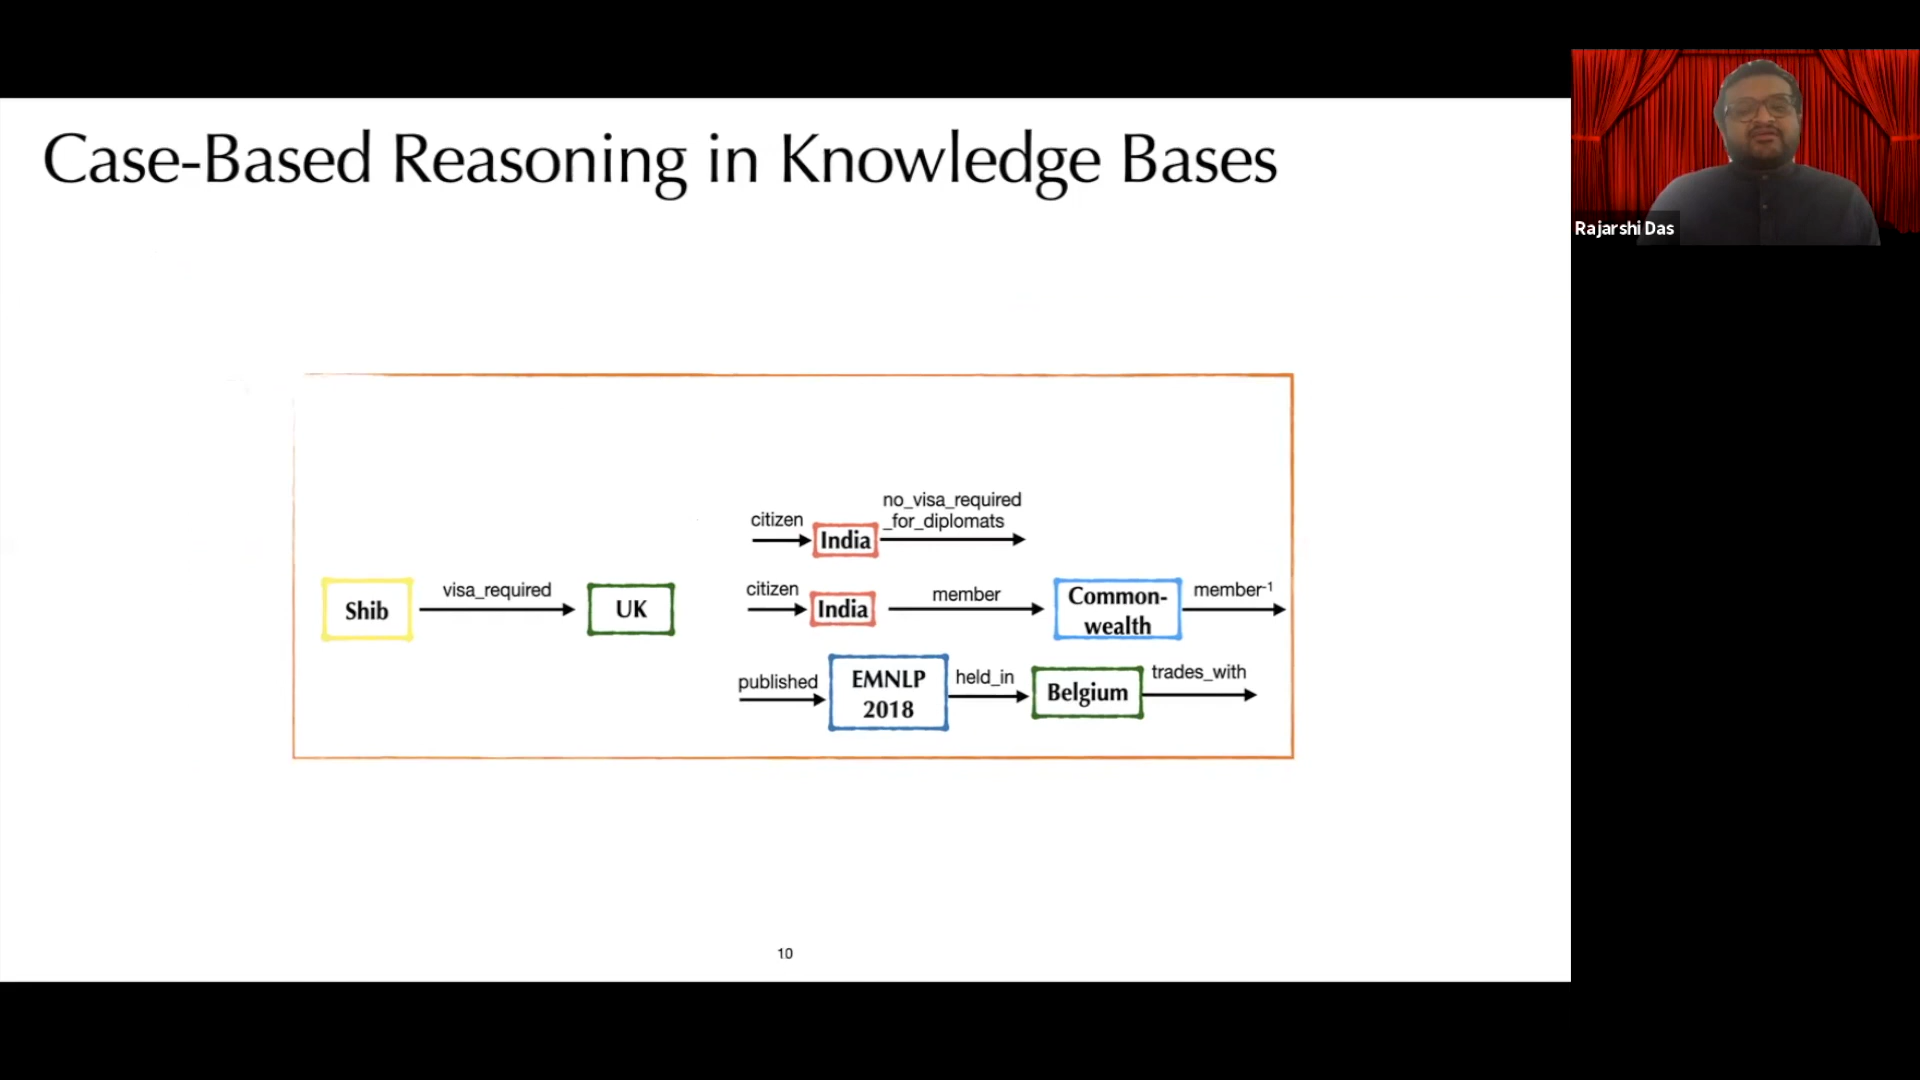 Case-Based Reasoning in Knowledge Bases
Rajarshi Das
no_visa_required
_for_diplomats
citizen
India
Shib
visa_required
UK
citizen
India
member
Common-
wealth
member-1
published
EMNLP
2018
held_in
Belgium
trades_with
10